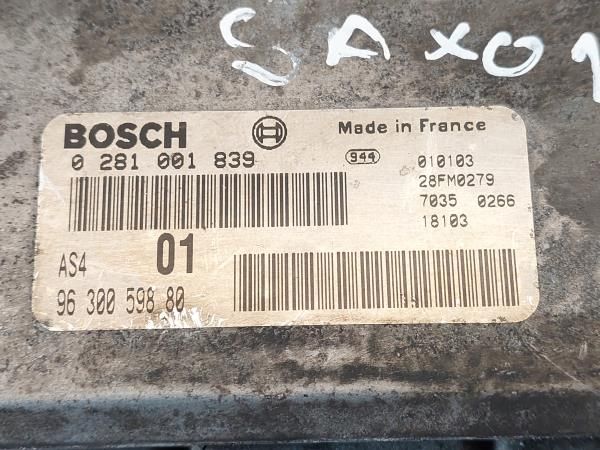 SAXO1
BOSCH
Made in France
0 281 001 839
944
010103
28FM0279
7035 0266
18103
AS4
01
96 300 598 80